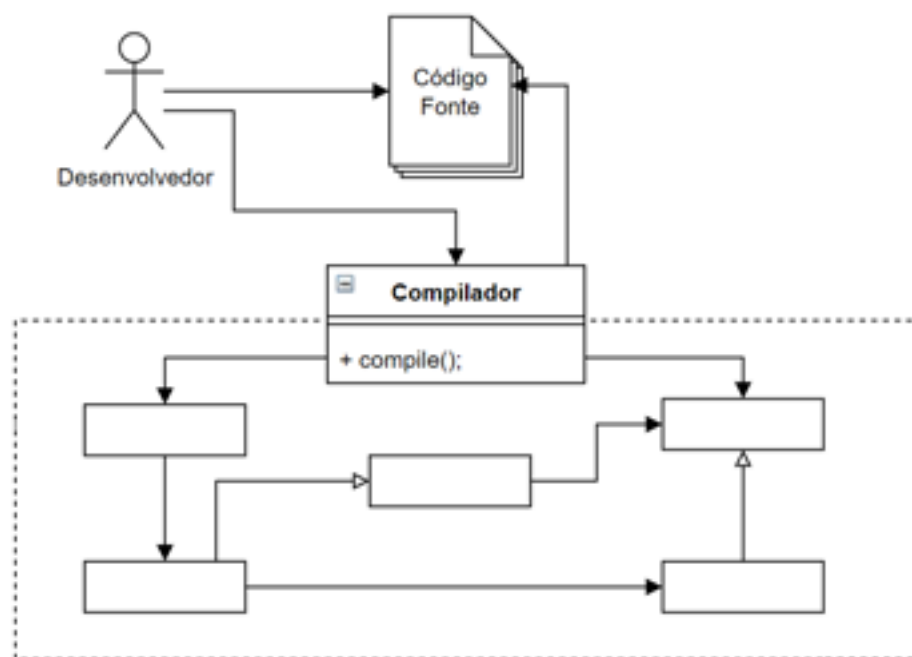 Código
Fonte
Desenvolvedor
Compilador
+ compile();